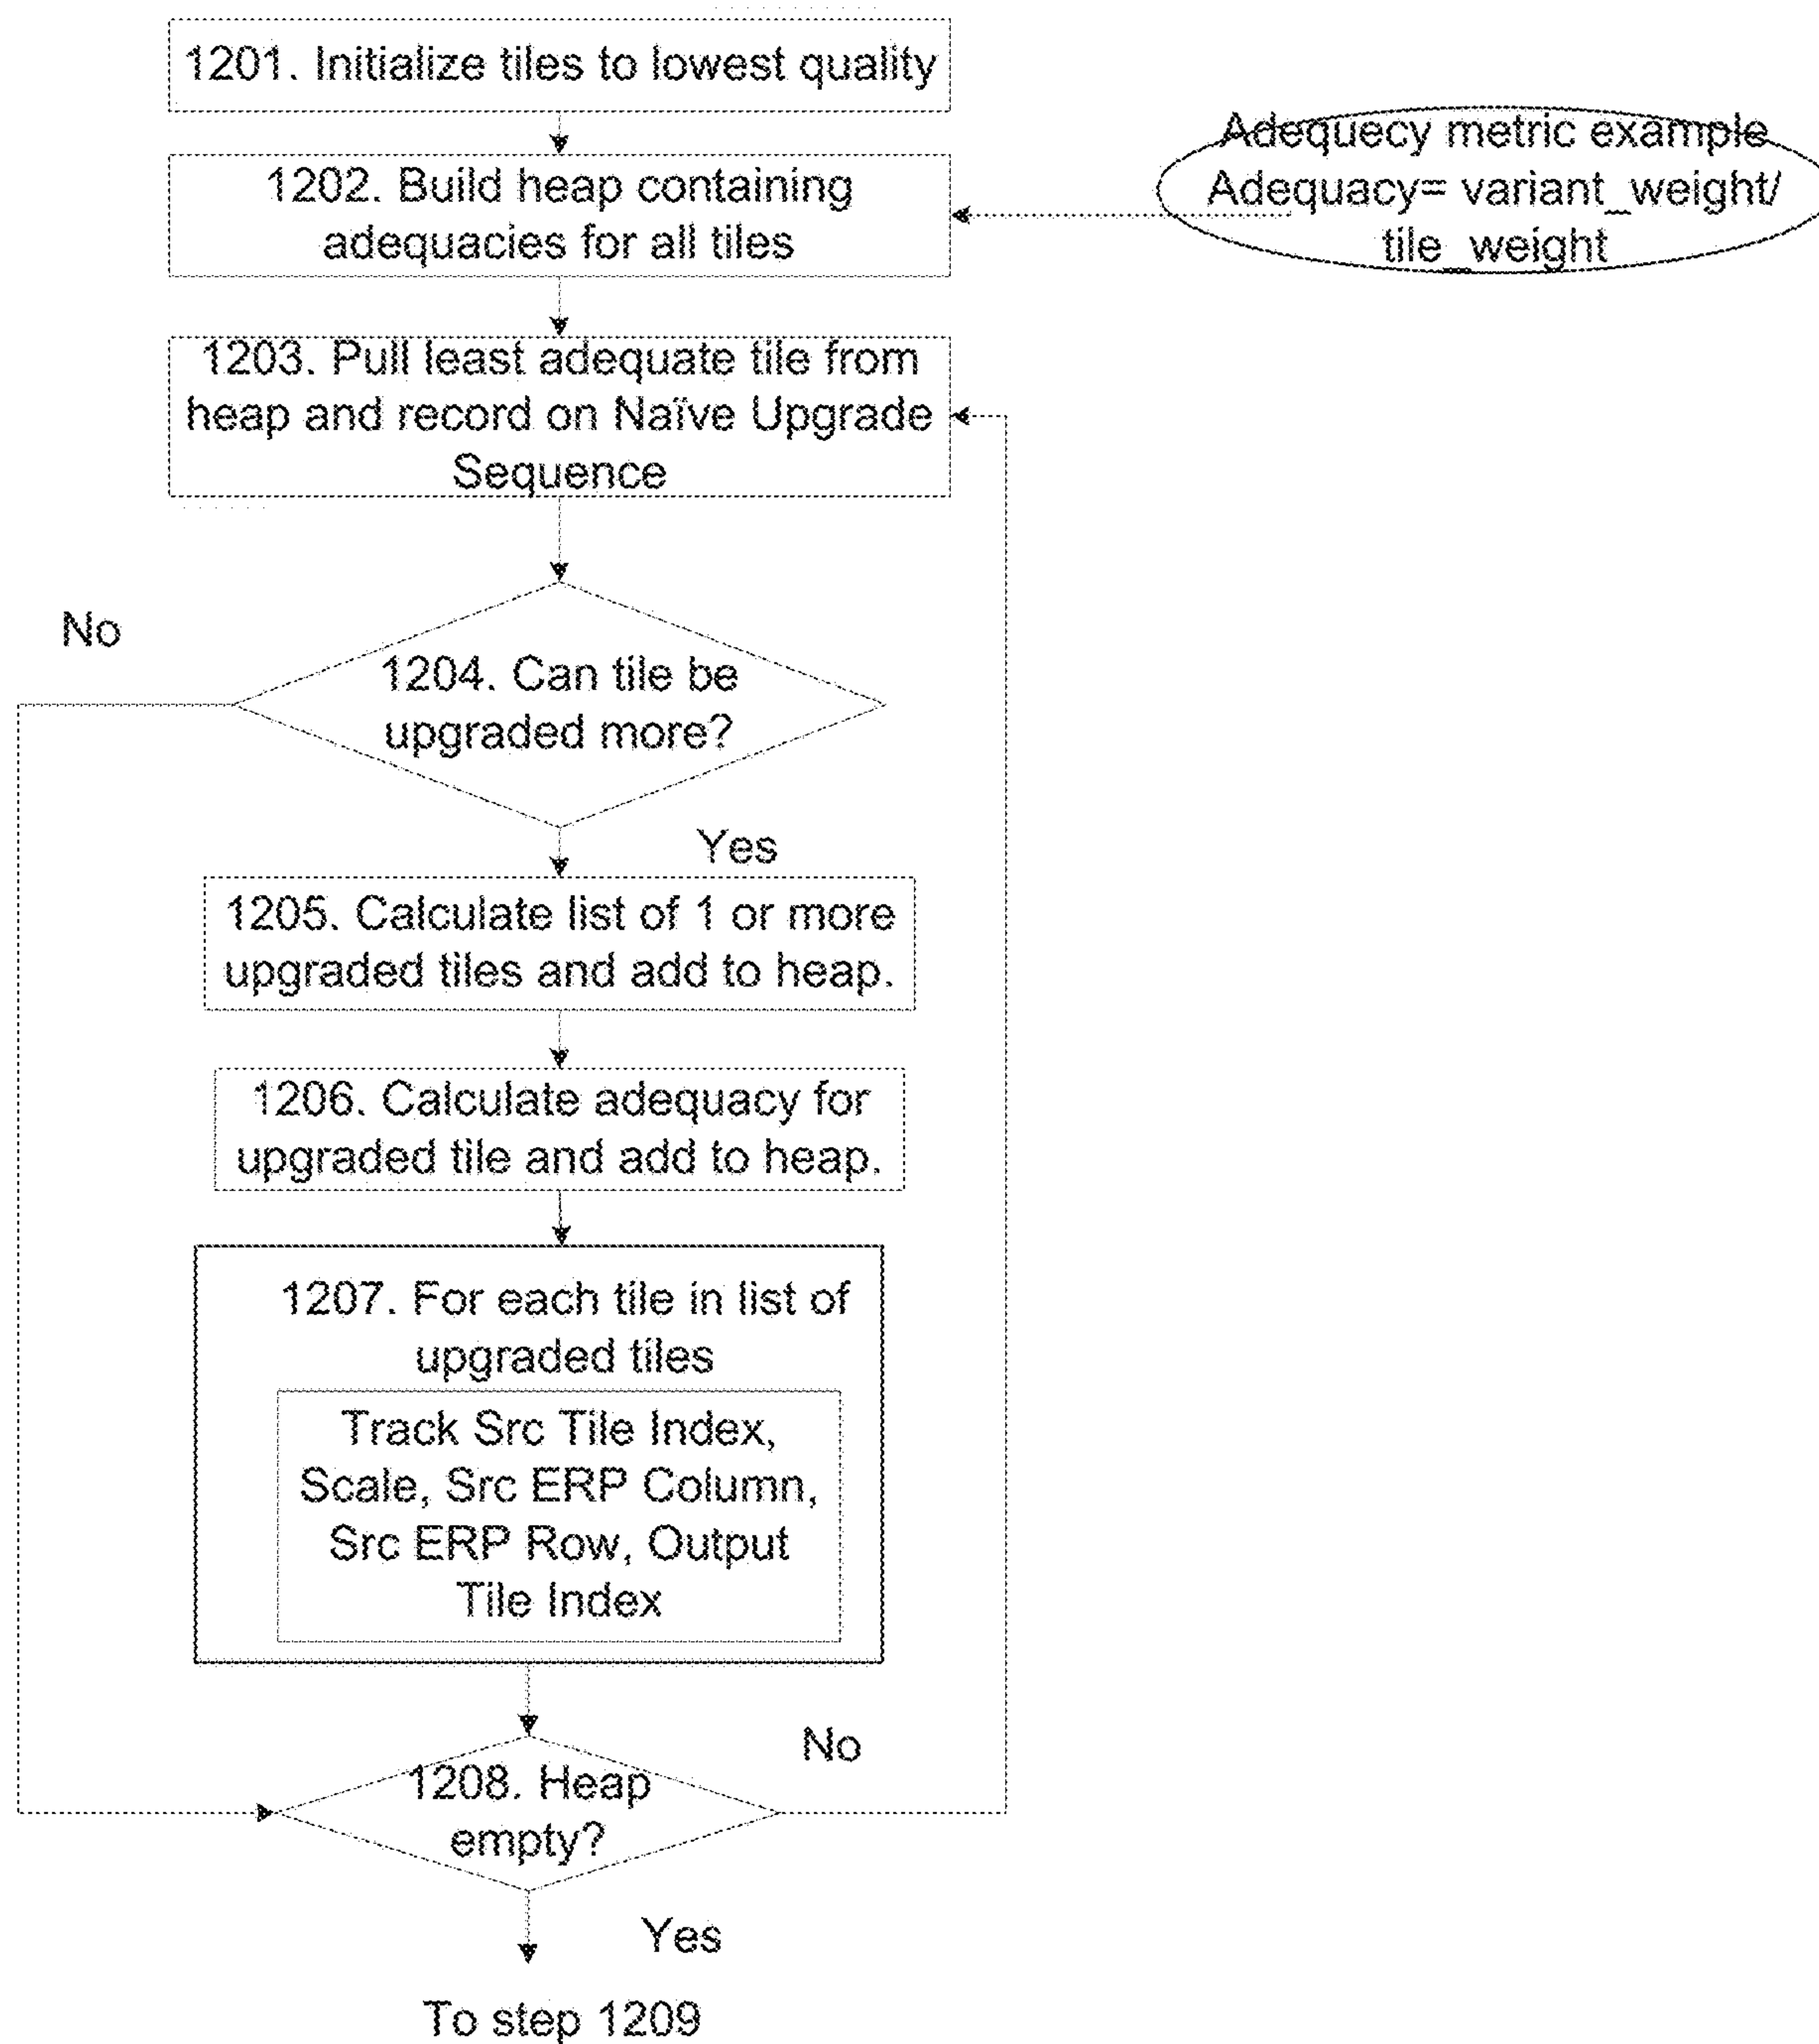 1201. Initialize tiles to lowest quality
Adequecy metric example
Adequacy= variant_weight/
tile_weight
1202. Build heap containing
adequacies for all tiles
1203. Pull least adequate tile from
heap and record on Naïve Upgrade
Sequence
No
1204. Can tile be
upgraded more?
Yes
1205. Calculate list of 1 or more
upgraded tiles and add to heap.
1206. Calculate adequacy for
upgraded tile and add to heap.
1207. For each tile in list of
upgraded tiles
Track Src Tile Index,
Scale, Src ERP Column,
Src ERP Row, Output
Tile Index
No
1208. Heap
empty?
Yes
To step 1209